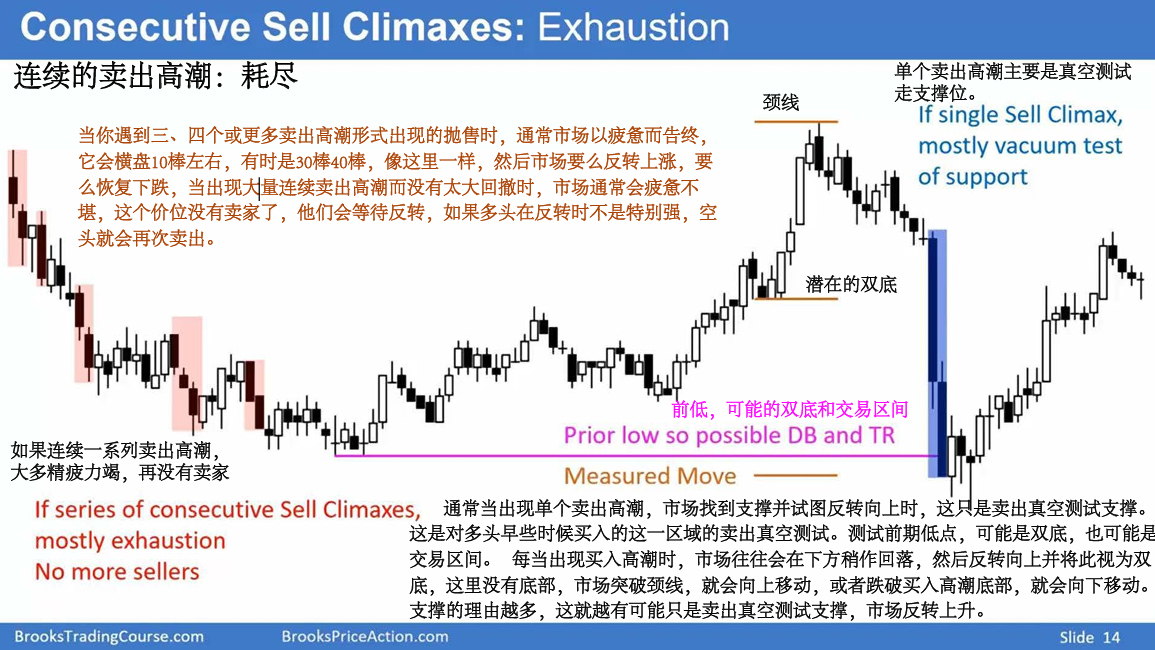 Consecutive Sell Climaxes: Exhaustion
连续的卖出高潮：耗尽
单个卖出高潮主要是真空测试
走支撑位。
颈线
If single Sell Climax,
mostly vacuum test
of support
当你遇到三、四个或更多卖出高潮形式出现的抛售时，通常市场以疲惫而告终，
它会横盘10棒左右，有时是30棒40棒，像这里一样，然后市场要么反转上涨，要
么恢复下跌，当出现大量连续卖出高潮而没有太大回撤时，市场通常会疲惫不
堪，这个价位没有卖家了，他们会等待反转，如果多头在反转时不是特别强，空
头就会再次卖出。
潜在的双底
前低，可能的双底和交易区间
Prior low so possible DB and TR
Measured Move
如果连续一系列卖出高潮，
大多精疲力竭，再没有卖家
If series of consecutive Sell Climaxes,
mostly exhaustion
No more sellers
通常当出现单个卖出高潮，市场找到支撑并试图反转向上时，这只是卖出真空测试支撑。
这是对多头早些时候买入的这一区域的卖出真空测试。测试前期低点，可能是双底，也可能是
交易区间。 每当出现买入高潮时，市场往往会在下方稍作回落，然后反转向上并将此视为双
底，这里没有底部，市场突破颈线，就会向上移动，或者跌破买入高潮底部，就会向下移动。
支撑的理由越多，这就越有可能只是卖出真空测试支撑，市场反转上升。
BrooksTradingCourse.com
BrooksPriceAction.com
Slide 14